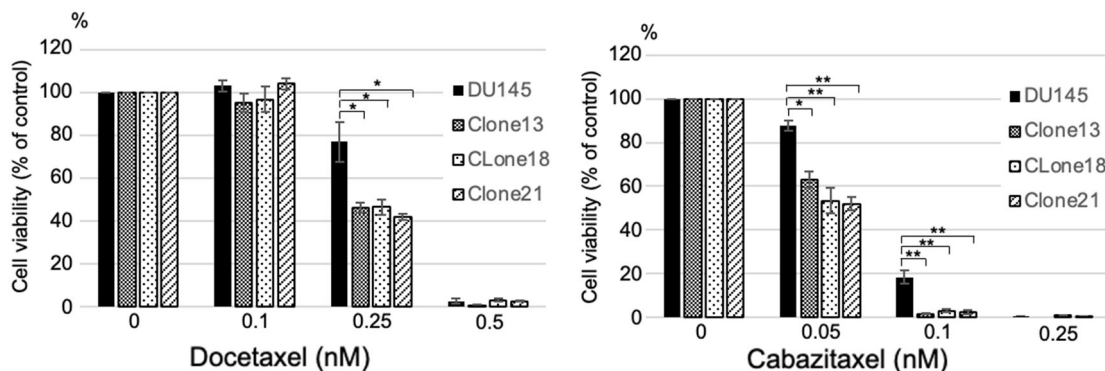 %
120
100
80
60
40
20
0
Cell viability (% of control)
* 
*
*
DU145
Clone13
CLone18
Clone21
0 0.1 0.25 0.5
Docetaxel (nM)
%
120
100
80
60
40
20
0
Cell viability (% of control)
**
**
*
**
**
**
DU145
Clone13
CLone18
Clone21
0 0.05 0.1 0.25
Cabazitaxel (nM)